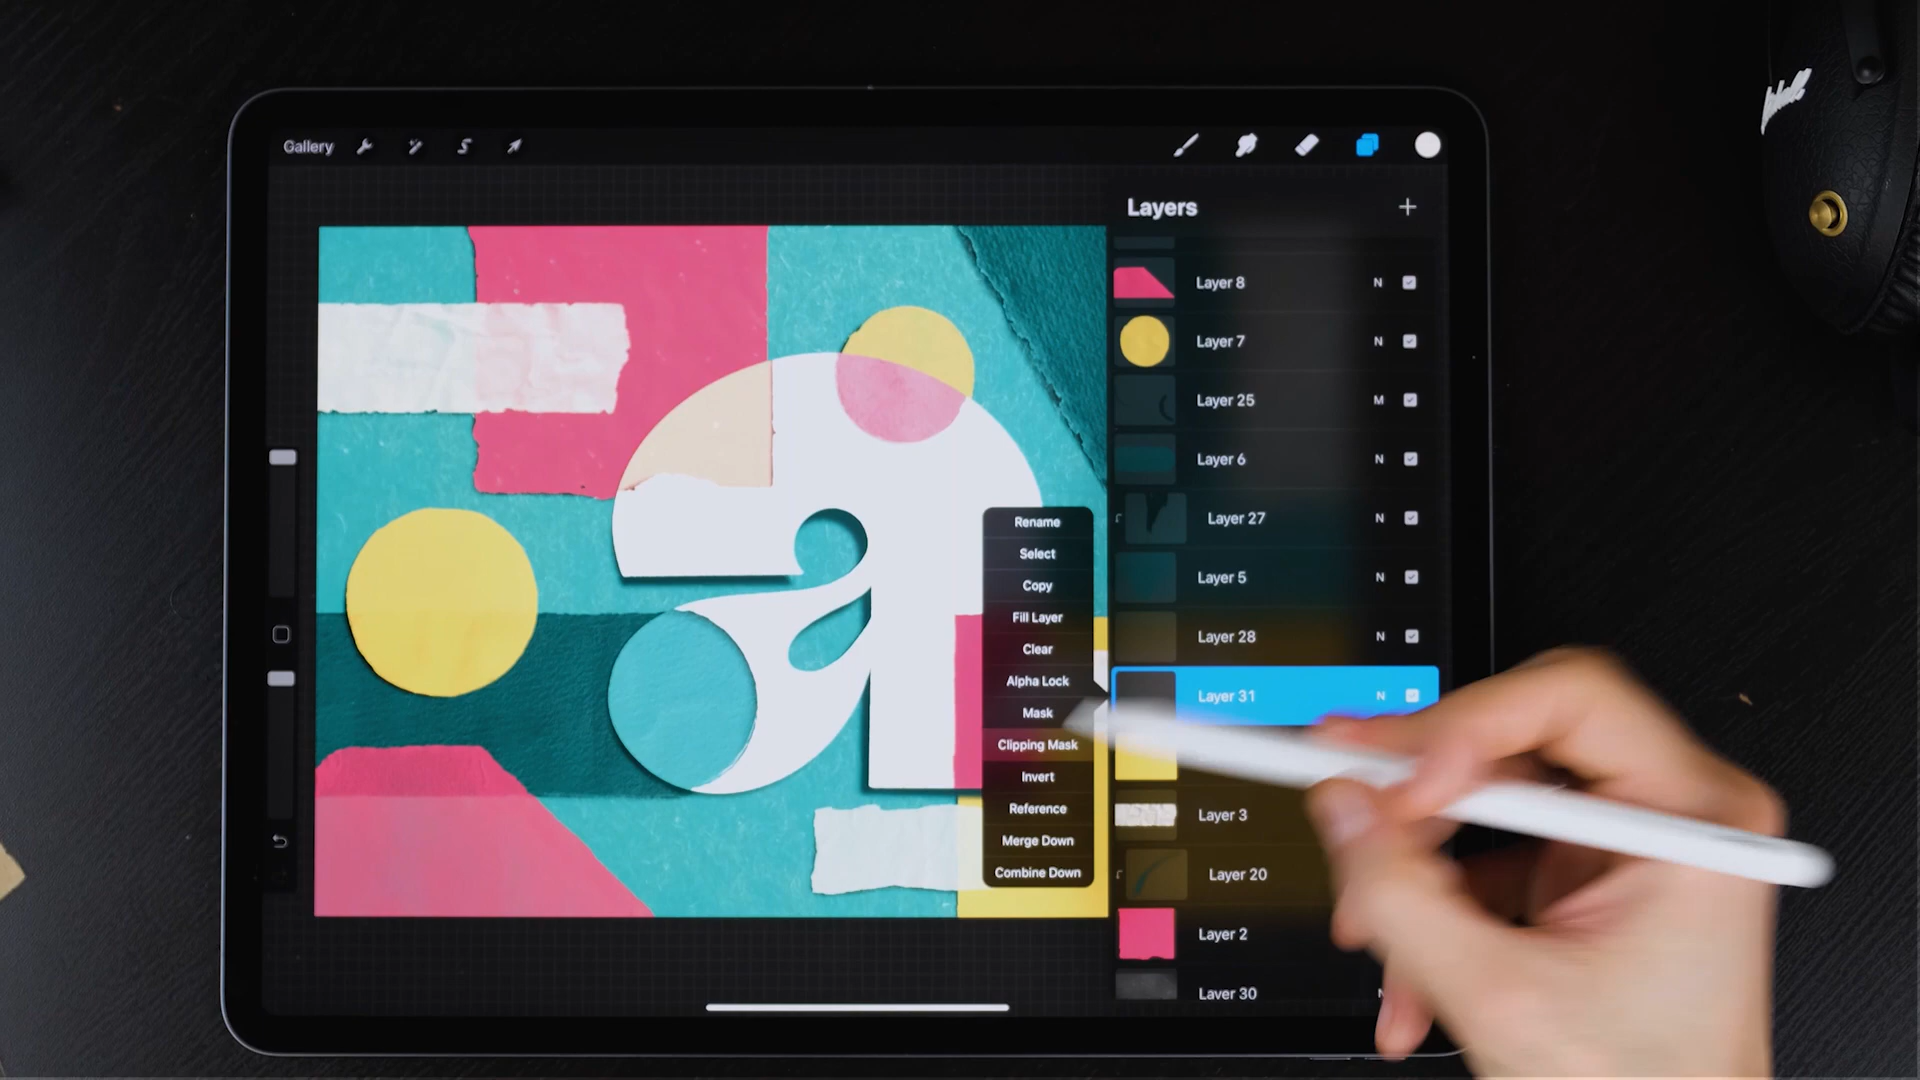 Gallery
Layers
Layer 8 N
Layer 7 N
Layer 25 M
Layer 6 N
Layer 27 N
Layer 5 N
Layer 28 N
Layer 31 N
Layer 3
Layer 20
Layer 2
Layer 30
Rename
Select
Copy
Fill Layer
Clear
Alpha Lock
Mask
Clipping Mask
Invert
Reference
Merge Down
Combine Down
a